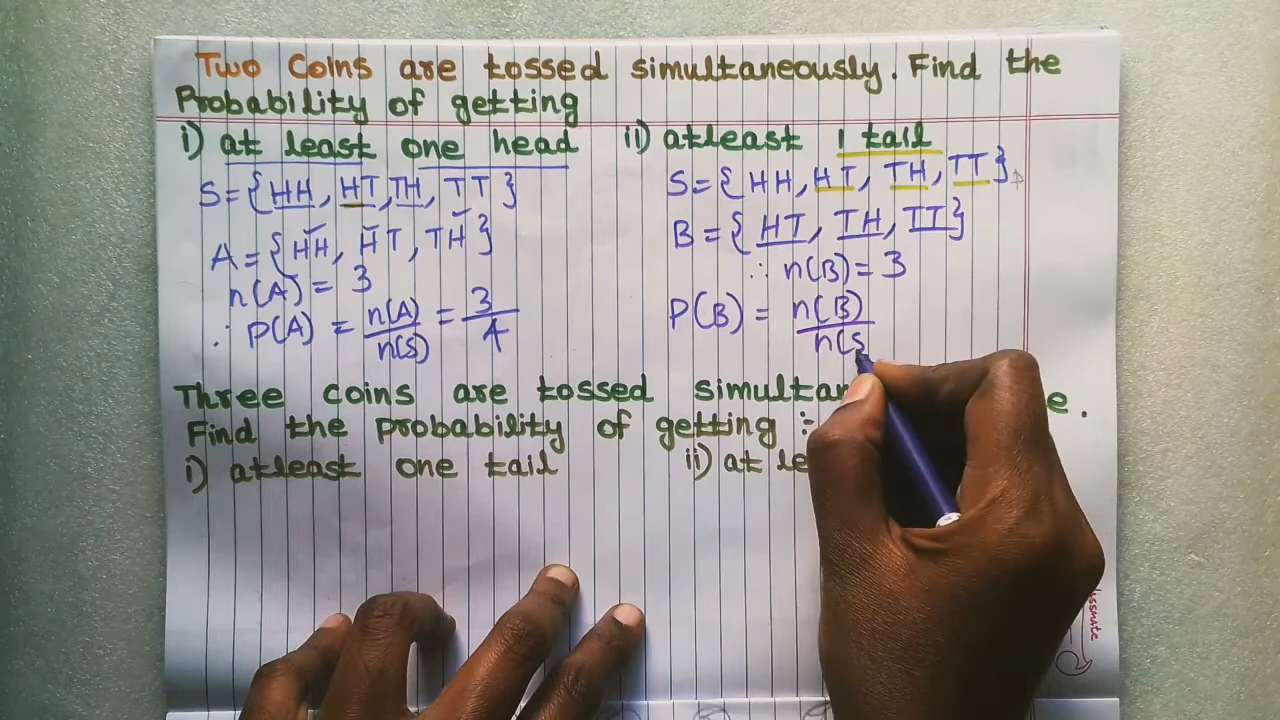 Two Coins are tossed simultaneously. Find the
Probability of getting
i) at least one head
S = {HH, HT, TH, TT}
A = {HH, HT, TH}
n(A) = 3
∴ P(A) = n(A)/n(S) = 3/4
ii) atleast 1 tail
S = {HH, HT, TH, TT}
B = {HT, TH, TT}
∴ n(B) = 3
P(B) = n(B)/n(S
Three coins are tossed simultan e.
Find the probability of getting :-
i) atleast one tail
ii) at le
classmate